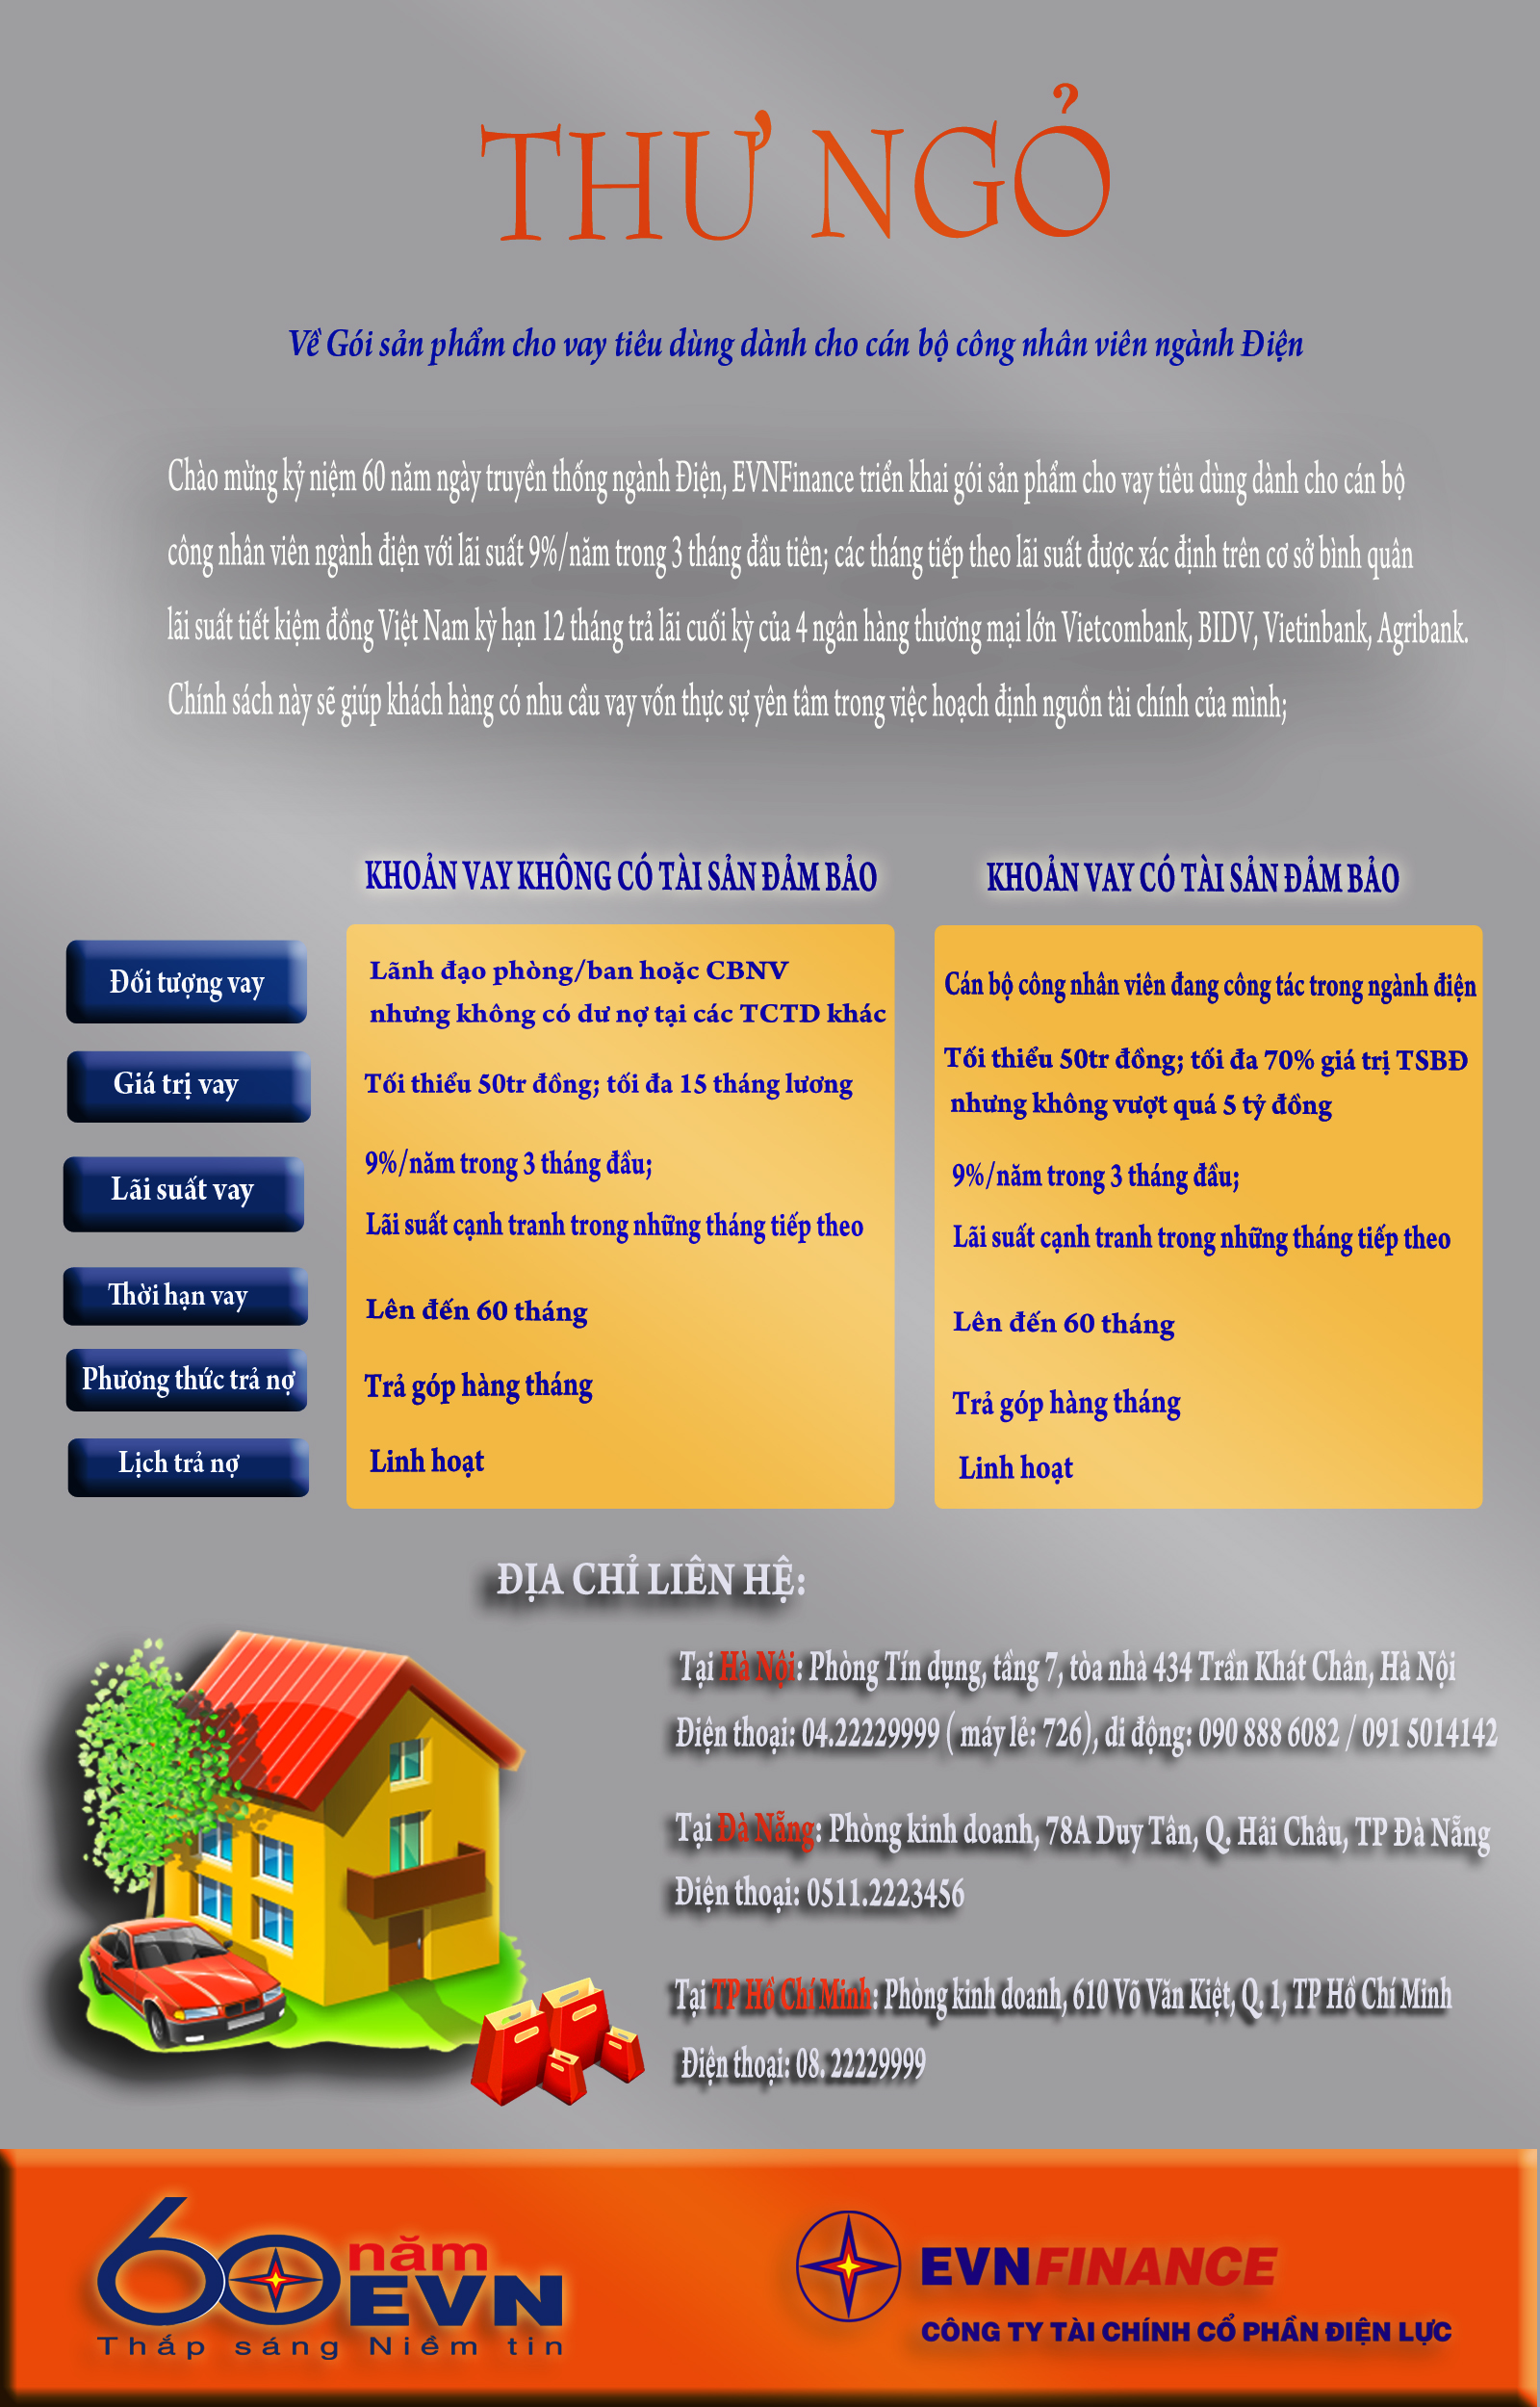 THƯ NGỎ
Về Gói sản phẩm cho vay tiêu dùng dành cho cán bộ công nhân viên ngành Điện
Chào mừng kỷ niệm 60 năm ngày truyền thống ngành Điện, EVNFinance triển khai gói sản phẩm cho vay tiêu dùng dành cho cán bộ
công nhân viên ngành điện với lãi suất 9%/năm trong 3 tháng đầu tiên; các tháng tiếp theo lãi suất được xác định trên cơ sở bình quân
lãi suất tiết kiệm đồng Việt Nam kỳ hạn 12 tháng trả lãi cuối kỳ của 4 ngân hàng thương mại lớn Vietcombank, BIDV, Vietinbank, Agribank.
Chính sách này sẽ giúp khách hàng có nhu cầu vay vốn thực sự yên tâm trong việc hoạch định nguồn tài chính của mình;
KHOẢN VAY KHÔNG CÓ TÀI SẢN ĐẢM BẢO
KHOẢN VAY CÓ TÀI SẢN ĐẢM BẢO
Đối tượng vay
Lãnh đạo phòng/ban hoặc CBNV
nhưng không có dư nợ tại các TCTD khác
Cán bộ công nhân viên đang công tác trong ngành điện
Giá trị vay
Tối thiểu 50tr đồng; tối đa 15 tháng lương
Tối thiểu 50tr đồng; tối đa 70% giá trị TSBĐ
nhưng không vượt quá 5 tỷ đồng
Lãi suất vay
9%/năm trong 3 tháng đầu;
Lãi suất cạnh tranh trong những tháng tiếp theo
9%/năm trong 3 tháng đầu;
Lãi suất cạnh tranh trong những tháng tiếp theo
Thời hạn vay
Lên đến 60 tháng
Lên đến 60 tháng
Phương thức trả nợ
Trả góp hàng tháng
Trả góp hàng tháng
Lịch trả nợ
Linh hoạt
Linh hoạt
ĐỊA CHỈ LIÊN HỆ:
Tại Hà Nội: Phòng Tín dụng, tầng 7, tòa nhà 434 Trần Khát Chân, Hà Nội
Điện thoại: 04.22229999 ( máy lẻ: 726), di động: 090 888 6082 / 091 5014142
Tại Đà Nẵng: Phòng kinh doanh, 78A Duy Tân, Q. Hải Châu, TP Đà Nẵng
Điện thoại: 0511.2223456
Tại TP Hồ Chí Minh: Phòng kinh doanh, 610 Võ Văn Kiệt, Q. 1, TP Hồ Chí Minh
Điện thoại: 08. 22229999
60 năm
EVN
Thắp sáng Niềm tin
EVNFINANCE
CÔNG TY TÀI CHÍNH CỔ PHẦN ĐIỆN LỰC